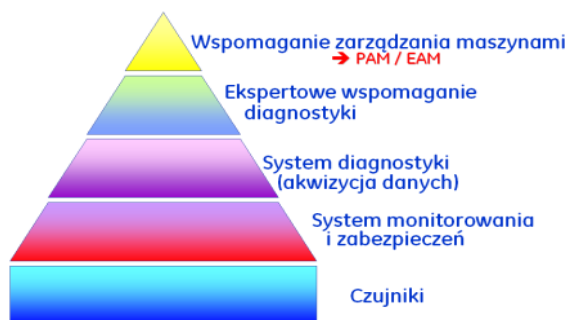 Wspomaganie zarządzania maszynami
➔ PAM / EAM
Ekspertowe wspomaganie
diagnostyki
System diagnostyki
(akwizycja danych)
System monitorowania
i zabezpieczeń
Czujniki